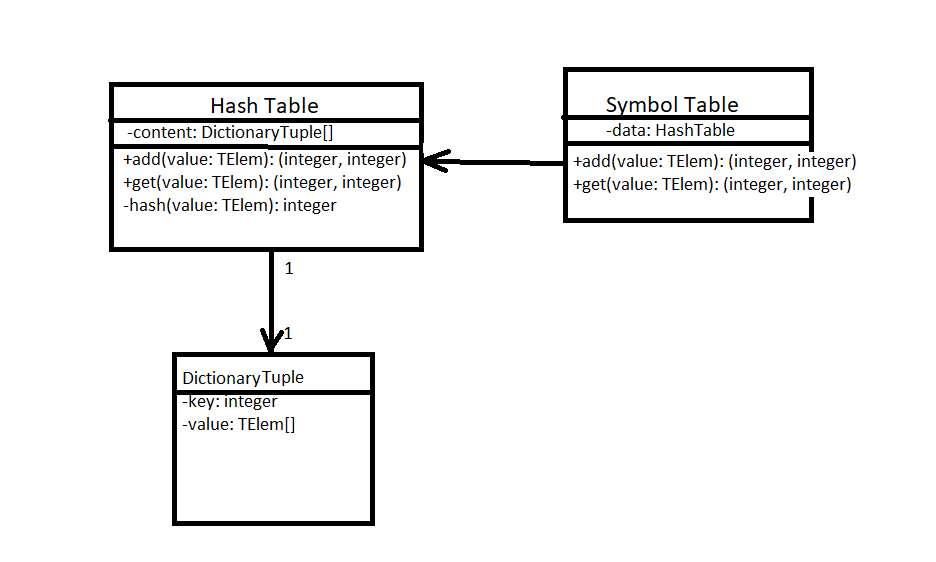 Hash Table
-content: DictionaryTuple[]
+add(value: TElem): (integer, integer)
+get(value: TElem): (integer, integer)
-hash(value: TElem): integer
Symbol Table
-data: HashTable
+add(value: TElem): (integer, integer)
+get(value: TElem): (integer, integer)
1
1
DictionaryTuple
-key: integer
-value: TElem[]